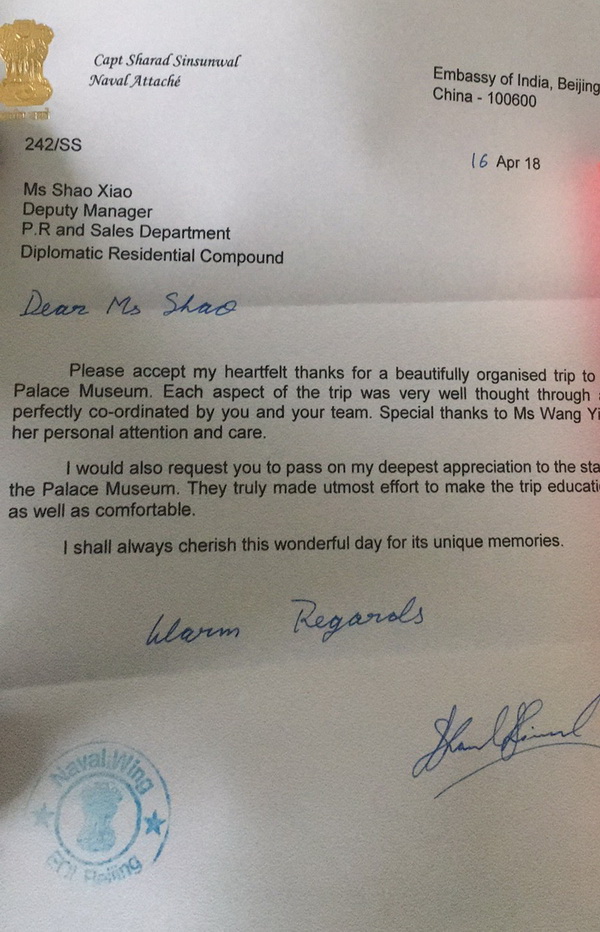 Capt Sharad Sinsunwal
Naval Attaché
Embassy of India, Beijing
China - 100600
242/SS
16 Apr 18
Ms Shao Xiao
Deputy Manager
P.R and Sales Department
Diplomatic Residential Compound
Dear Ms Shao
Please accept my heartfelt thanks for a beautifully organised trip to
Palace Museum. Each aspect of the trip was very well thought through
perfectly co-ordinated by you and your team. Special thanks to Ms Wang Yi
her personal attention and care.
I would also request you to pass on my deepest appreciation to the sta
the Palace Museum. They truly made utmost effort to make the trip educati
as well as comfortable.
I shall always cherish this wonderful day for its unique memories.
Warm Regards
Naval Wing
EOI Beijing